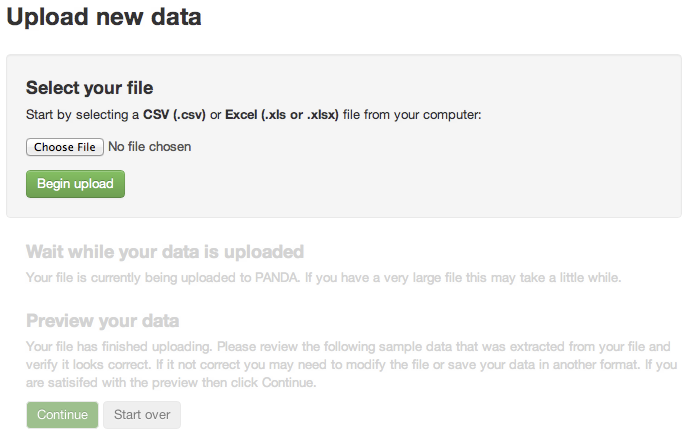 Upload new data
Select your file
Start by selecting a CSV (.csv) or Excel (.xls or .xlsx) file from your computer:
Choose File No file chosen
Begin upload
Wait while your data is uploaded
Your file is currently being uploaded to PANDA. If you have a very large file this may take a little while.
Preview your data
Your file has finished uploading. Please review the following sample data that was extracted from your file and
verify it looks correct. If it not correct you may need to modify the file or save your data in another format. If you
are satisifed with the preview then click Continue.
Continue Start over